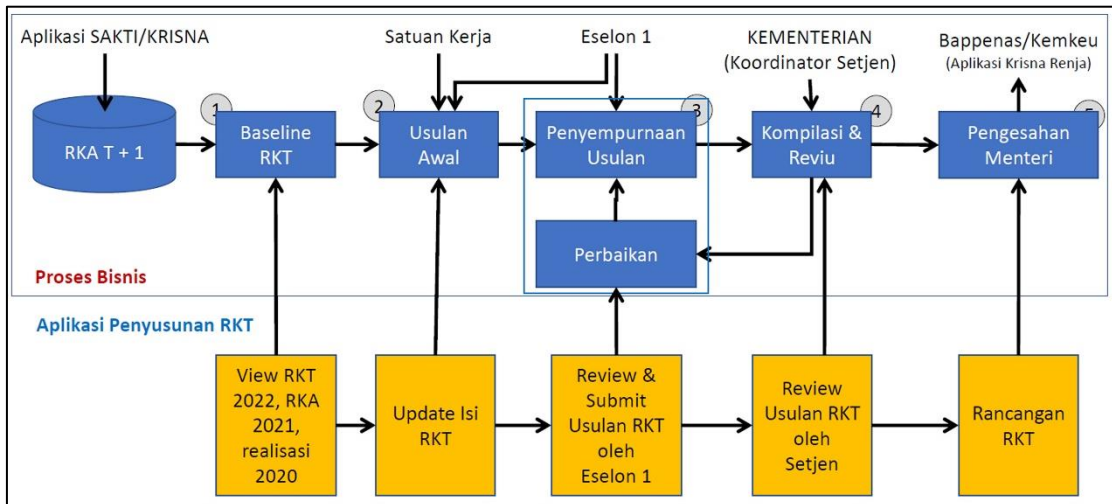 Aplikasi SAKTI/KRISNA
Satuan Kerja
Eselon 1
KEMENTERIAN
(Koordinator Setjen)
Bappenas/Kemkeu
(Aplikasi Krisna Renja)
RKA T + 1
1
Baseline
RKT
2
Usulan
Awal
3
Penyempurnaan
Usulan
4
Kompilasi &
Reviu
5
Pengesahan
Menteri
Perbaikan
Proses Bisnis
Aplikasi Penyusunan RKT
View RKT
2022, RKA
2021,
realisasi
2020
Update Isi
RKT
Review &
Submit
Usulan RKT
oleh
Eselon 1
Review
Usulan RKT
oleh
Setjen
Rancangan
RKT